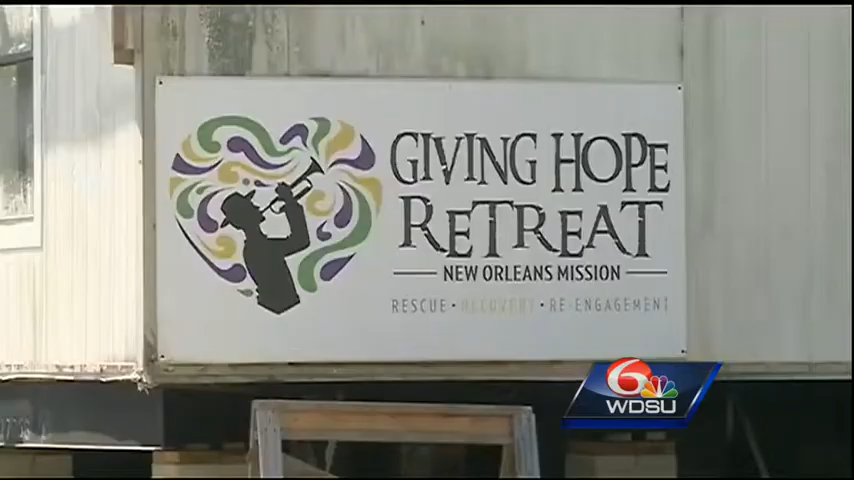 GIVING HOPE
RETREAT
NEW ORLEANS MISSION
RESCUE • RECOVERY • RE-ENGAGEMENT
6
WDSU